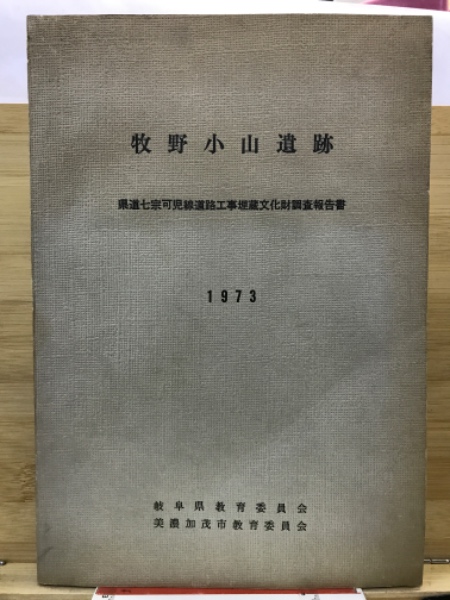 牧野小山遺跡
県道七宗可児線道路工事埋蔵文化財調査報告書
1973
岐阜県教育委員会
美濃加茂市教育委員会